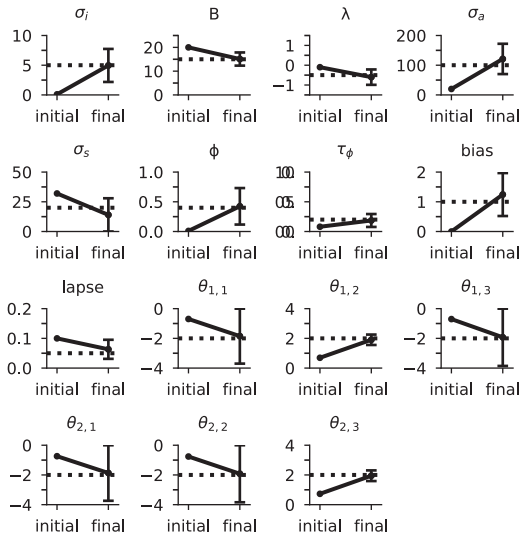 σᵢ B λ σₐ
5 20 1 200
10 0 100
0 0 −1 0
initial final initial final initial final initial final
σₛ ϕ τ_ϕ bias
50 1.0 2
25 0.5 1
0 0.0 0
initial final initial final initial final initial final
lapse θ₁,₁ θ₁,₂ θ₁,₃
0.2 0 4 0
0.1 −2 2 −2
0.0 −4 0 −4
initial final initial final initial final initial final
θ₂,₁ θ₂,₂ θ₂,₃
0 0 4
−2 −2 2
−4 −4 0
initial final initial final initial final